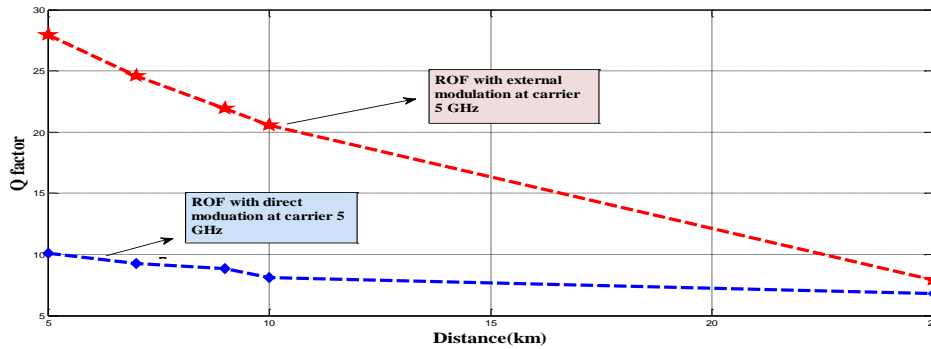 30
25
20
15
10
5
Q factor
ROF with external
modulation at carrier
5 GHz
ROF with direct
moduation at carrier 5
GHz
5
10
15
20
Distance(km)